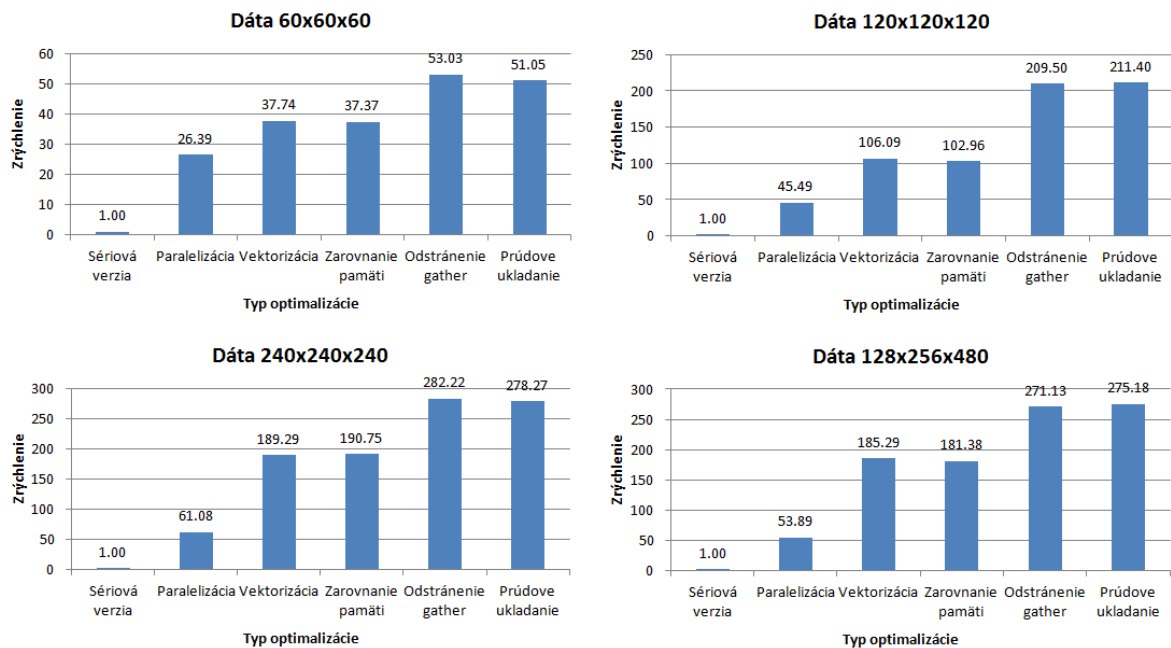 Dáta 60x60x60
Zrýchlenie
60
50
40
30
20
10
0
1.00
26.39
37.74
37.37
53.03
51.05
Sériová verzia
Paralelizácia
Vektorizácia
Zarovnanie pamäti
Odstránenie gather
Prúdove ukladanie
Typ optimalizácie
Dáta 120x120x120
Zrýchlenie
250
200
150
100
50
0
1.00
45.49
106.09
102.96
209.50
211.40
Sériová verzia
Paralelizácia
Vektorizácia
Zarovnanie pamäti
Odstránenie gather
Prúdove ukladanie
Typ optimalizácie
Dáta 240x240x240
Zrýchlenie
300
250
200
150
100
50
0
1.00
61.08
189.29
190.75
282.22
278.27
Sériová verzia
Paralelizácia
Vektorizácia
Zarovnanie pamäti
Odstránenie gather
Prúdove ukladanie
Typ optimalizácie
Dáta 128x256x480
Zrýchlenie
300
250
200
150
100
50
0
1.00
53.89
185.29
181.38
271.13
275.18
Sériová verzia
Paralelizácia
Vektorizácia
Zarovnanie pamäti
Odstránenie gather
Prúdove ukladanie
Typ optimalizácie